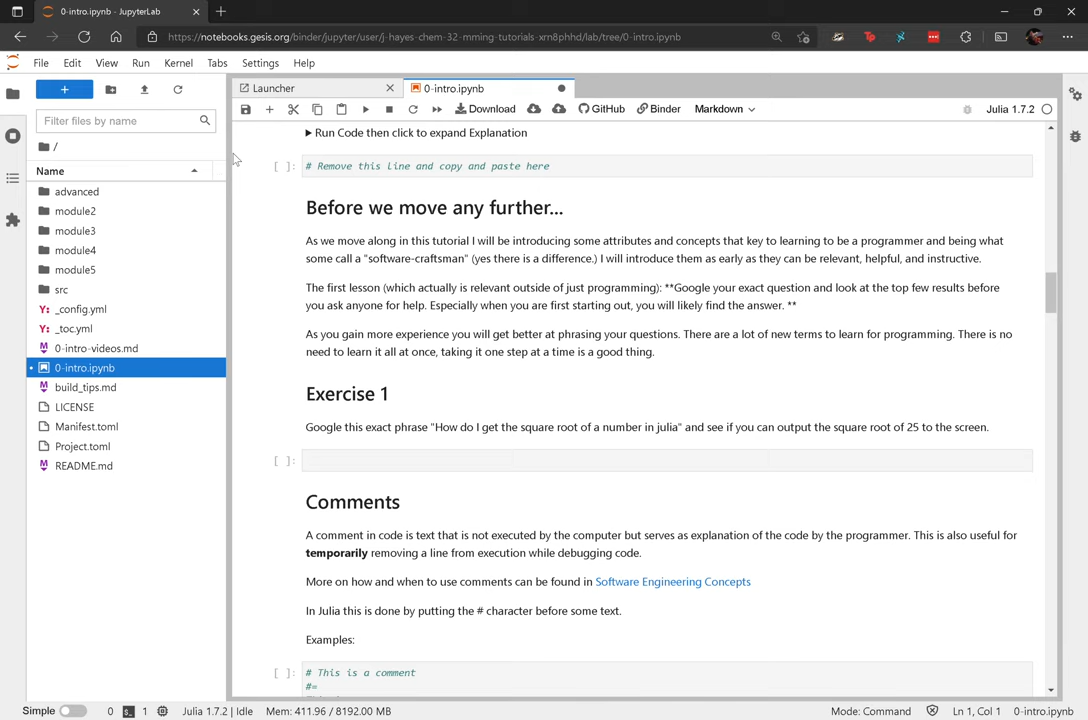 0-intro.ipynb - JupyterLab
https://notebooks.gesis.org/binder/jupyter/user/j-hayes-chem-32-mming-tutorials-xrn8phhd/lab/tree/0-intro.ipynb
File Edit View Run Kernel Tabs Settings Help
Launcher
0-intro.ipynb
Download
GitHub
Binder
Markdown
Julia 1.7.2
Filter files by name
/
Name
advanced
module2
module3
module4
module5
src
Y: _config.yml
Y: _toc.yml
0-intro-videos.md
0-intro.ipynb
build_tips.md
LICENSE
Manifest.toml
Project.toml
README.md
Run Code then click to expand Explanation
[ ]: # Remove this line and copy and paste here
Before we move any further...
As we move along in this tutorial I will be introducing some attributes and concepts that key to learning to be a programmer and being what
some call a "software-craftsman" (yes there is a difference.) I will introduce them as early as they can be relevant, helpful, and instructive.
The first lesson (which actually is relevant outside of just programming): **Google your exact question and look at the top few results before
you ask anyone for help. Especially when you are first starting out, you will likely find the answer. **
As you gain more experience you will get better at phrasing your questions. There are a lot of new terms to learn for programming. There is no
need to learn it all at once, taking it one step at a time is a good thing.
Exercise 1
Google this exact phrase "How do I get the square root of a number in julia" and see if you can output the square root of 25 to the screen.
[ ]:
Comments
A comment in code is text that is not executed by the computer but serves as explanation of the code by the programmer. This is also useful for
temporarily removing a line from execution while debugging code.
More on how and when to use comments can be found in Software Engineering Concepts
In Julia this is done by putting the # character before some text.
Examples:
[ ]: # This is a comment
#=
Simple 0 1 Julia 1.7.2 | Idle Mem: 411.96 / 8192.00 MB Mode: Command Ln 1, Col 1 0-intro.ipynb